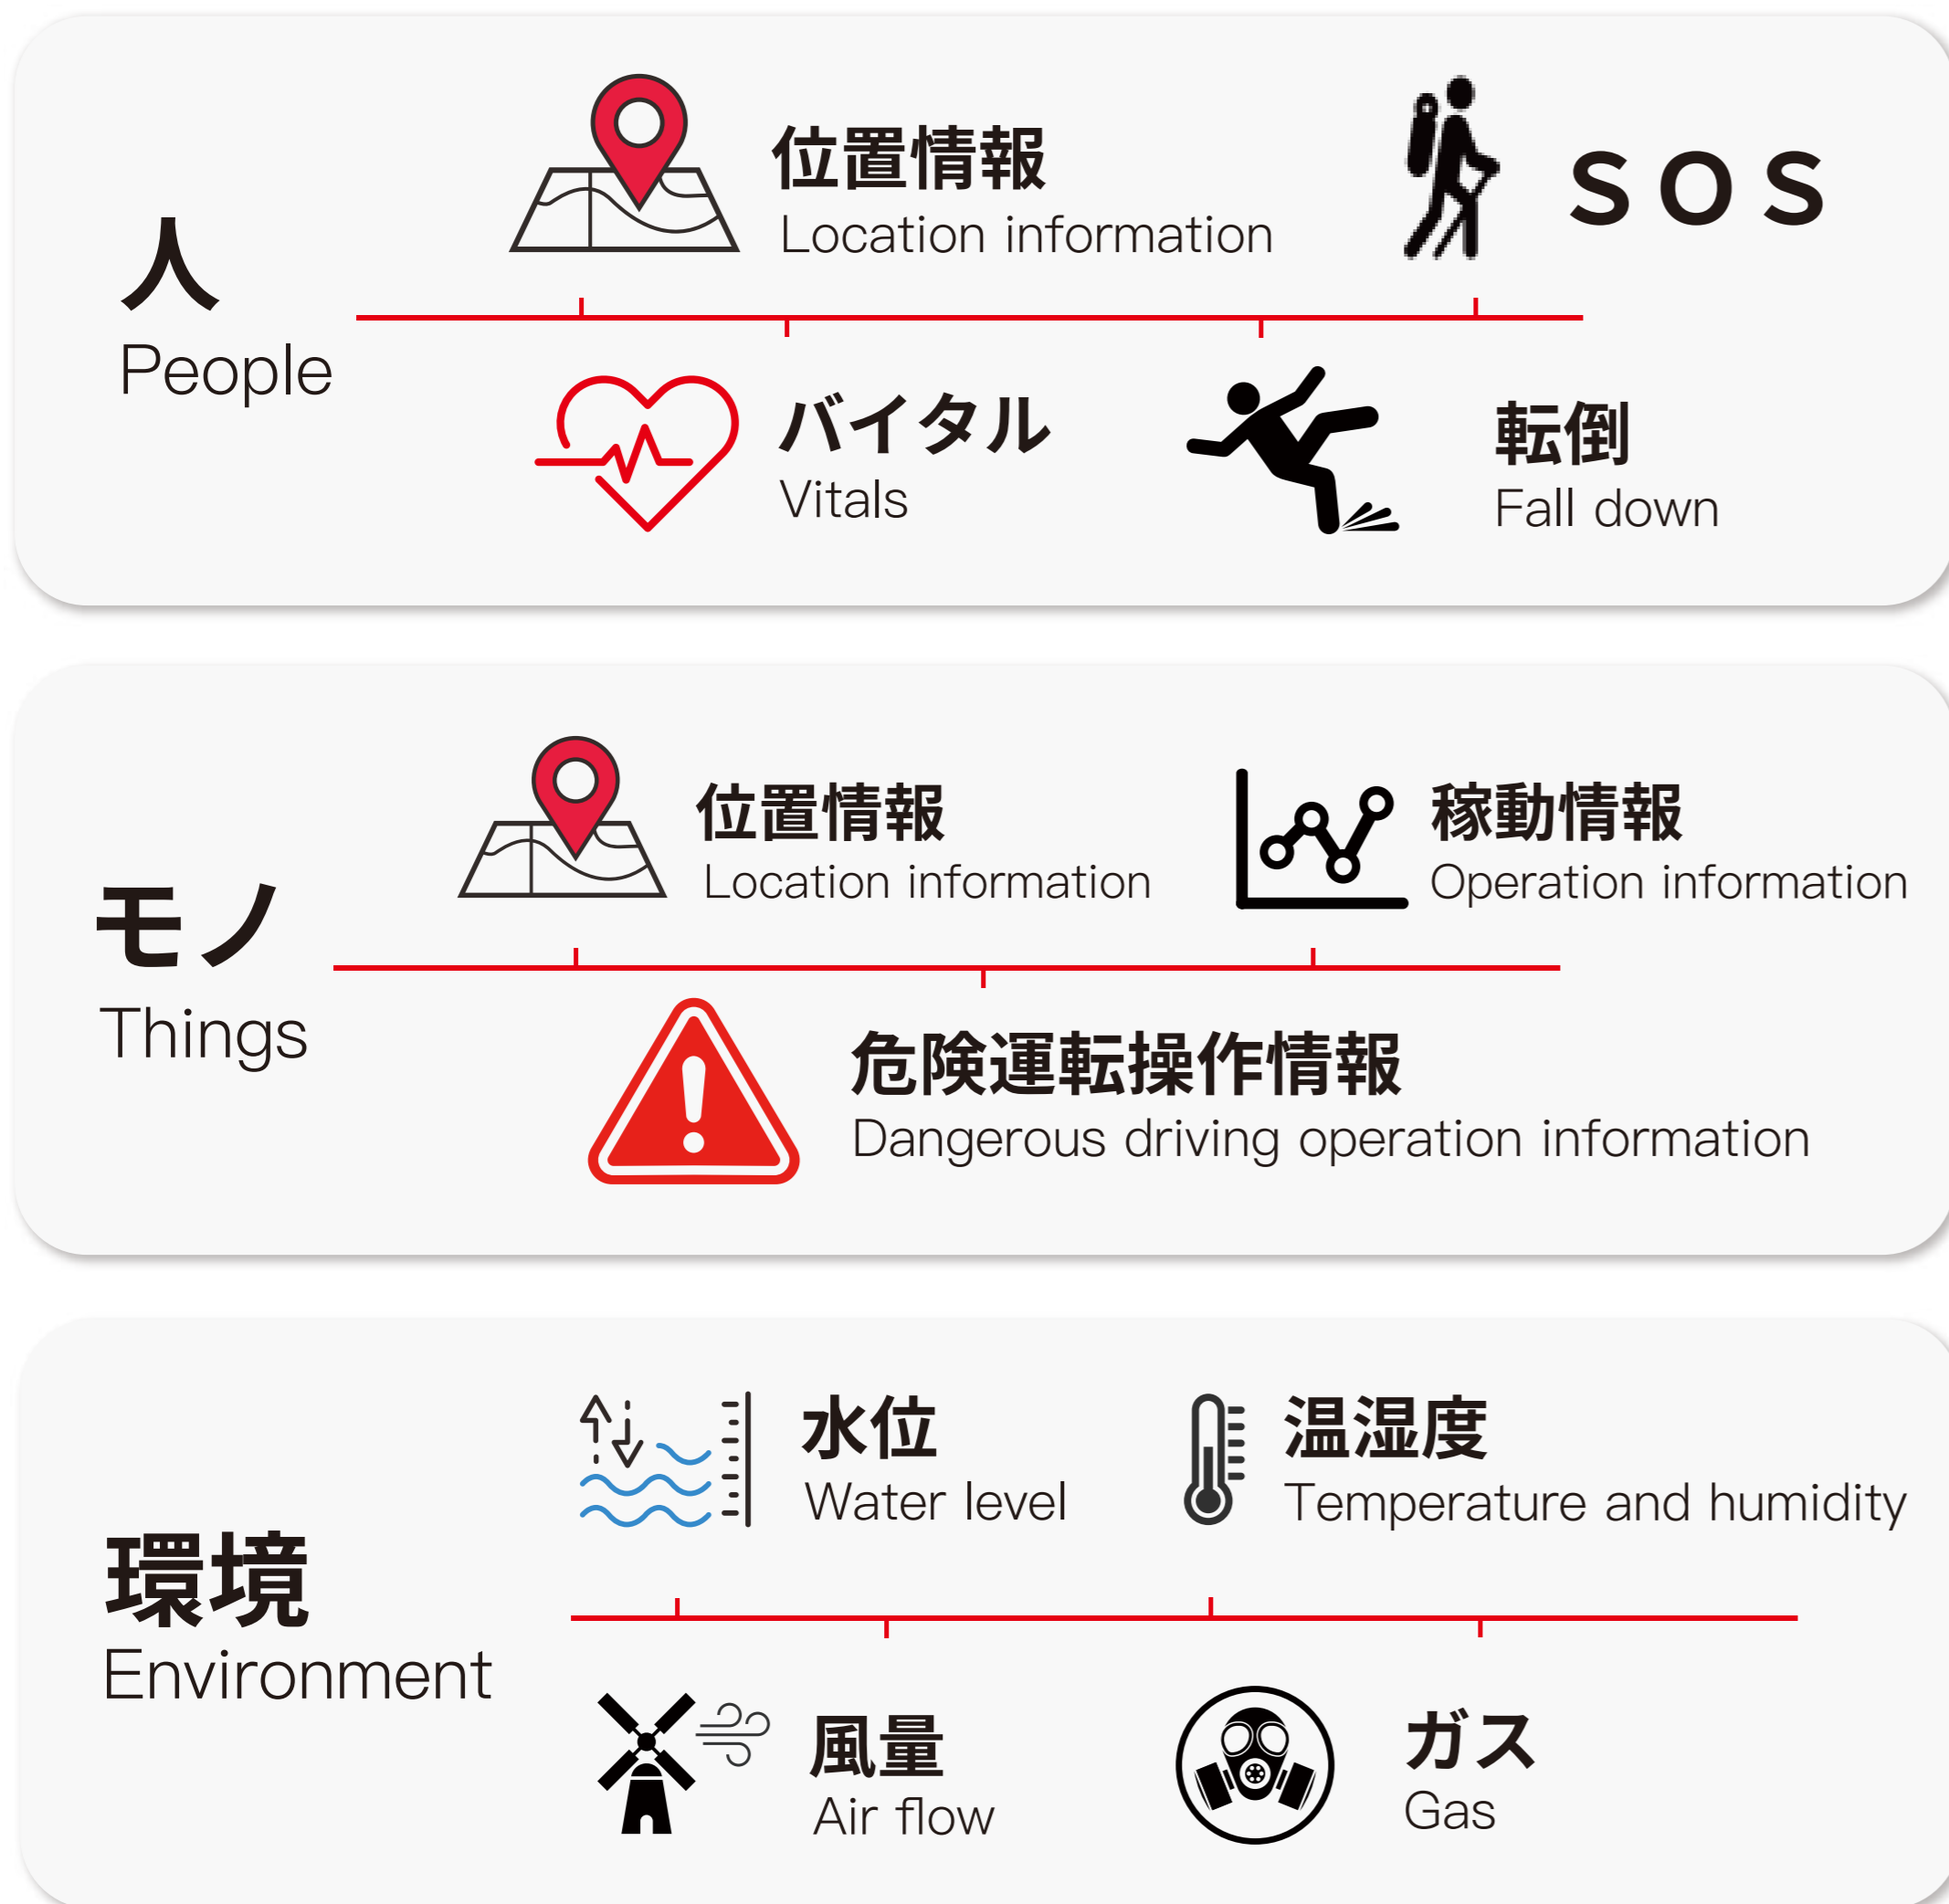 人
People
位置情報
Location information
SOS
バイタル
Vitals
転倒
Fall down
モノ
Things
位置情報
Location information
稼動情報
Operation information
危険運転操作情報
Dangerous driving operation information
環境
Environment
水位
Water level
温湿度
Temperature and humidity
風量
Air flow
ガス
Gas